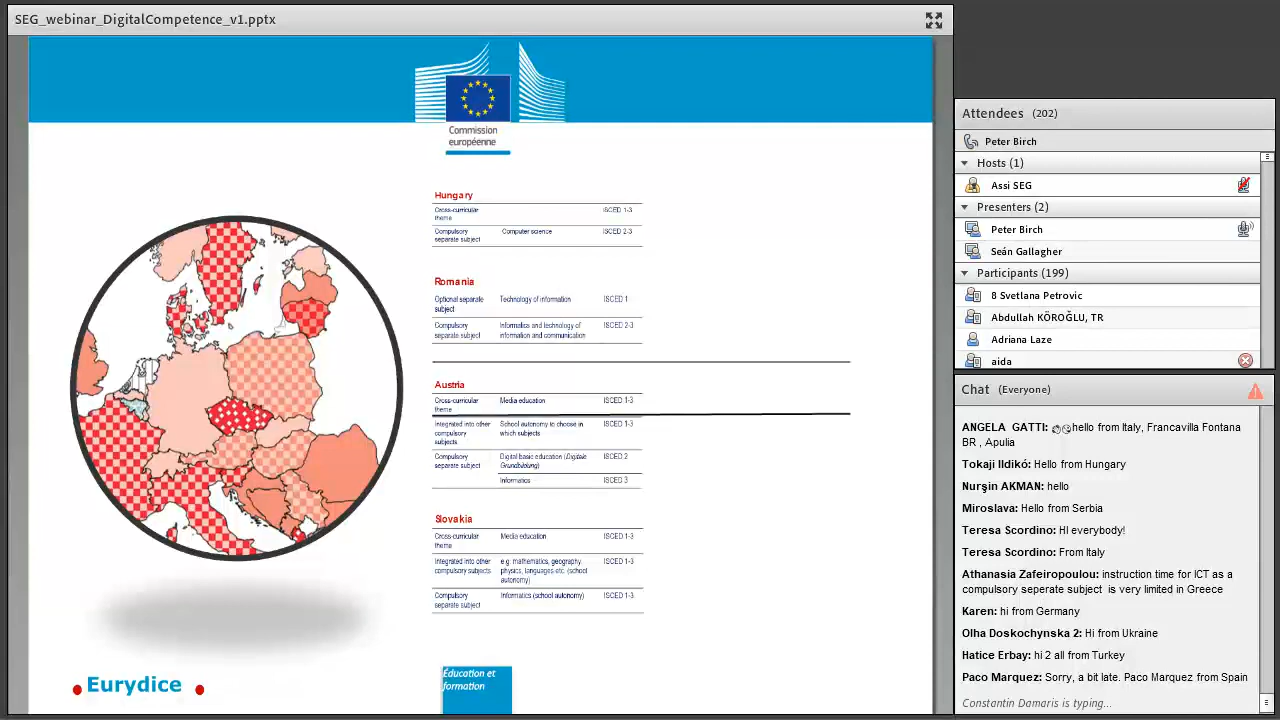 SEG_webinar_DigitalCompetence_v1.pptx
Commission
européenne
Hungary
Cross-curricular theme ISCED 1-3
Compulsory separate subject Computer science ISCED 2-3
Romania
Optional separate subject Technology of information ISCED 1
Compulsory separate subject Informatics and technology of information and communication ISCED 2-3
Austria
Cross-curricular theme Media education ISCED 1-3
Integrated into other compulsory subjects School autonomy to choose in which subjects ISCED 1-3
Compulsory separate subject Digital basic education (Digitale Grundbildung) ISCED 2
Informatics ISCED 3
Slovakia
Cross-curricular theme Media education ISCED 1-3
Integrated into other compulsory subjects e.g. mathematics, geography, physics, languages etc. (school autonomy) ISCED 1-3
Compulsory separate subject Informatics (school autonomy) ISCED 1-3
Eurydice
Éducation et
formation
Attendees (202)
Peter Birch
Hosts (1)
Assi SEG
Presenters (2)
Peter Birch
Seán Gallagher
Participants (199)
8 Svetlana Petrovic
Abdullah KÖROĞLU, TR
Adriana Laze
aida
Chat (Everyone)
ANGELA GATTI: hello from Italy, Francavilla Fontana
BR , Apulia
Tokaji Ildikó: Hello from Hungary
Nurşin AKMAN: hello
Miroslava: Hello from Serbia
Teresa Scordino: HI everybody!
Teresa Scordino: From Italy
Athanasia Zafeiropoulou: instruction time for ICT as a
compulsory seperate subject is very limited in Greece
Karen: hi from Germany
Olha Doskochynska 2: Hi from Ukraine
Hatice Erbay: hi 2 all from Turkey
Paco Marquez: Sorry, a bit late. Paco Marquez from Spain
Constantin Damaris is typing...